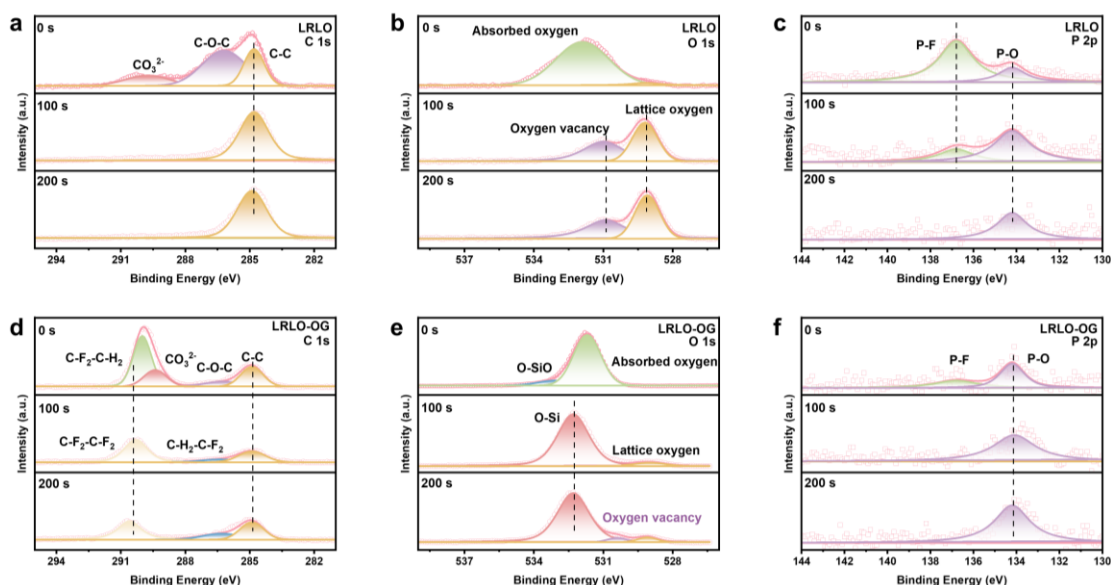 a
0 s
LRLO
C 1s
C-O-C
C-C
CO₃²⁻
100 s
200 s
Intensity (a.u.)
294
291
288
285
282
Binding Energy (eV)
b
0 s
LRLO
O 1s
Absorbed oxygen
100 s
Lattice oxygen
Oxygen vacancy
200 s
Intensity (a.u.)
537
534
531
528
Binding Energy (eV)
c
0 s
LRLO
P 2p
P-F
P-O
100 s
200 s
Intensity (a.u.)
144
142
140
138
136
134
132
130
Binding Energy (eV)
d
0 s
LRLO-OG
C 1s
C-F₂-C-H₂
CO₃²⁻
C-O-C
C-C
100 s
C-F₂-C-F₂
C-H₂-C-F₂
200 s
Intensity (a.u.)
294
291
288
285
282
Binding Energy (eV)
e
0 s
LRLO-OG
O 1s
O-SiO
Absorbed oxygen
100 s
O-Si
Lattice oxygen
200 s
Oxygen vacancy
Intensity (a.u.)
537
534
531
528
Binding Energy (eV)
f
0 s
LRLO-OG
P 2p
P-F
P-O
100 s
200 s
Intensity (a.u.)
144
142
140
138
136
134
132
130
Binding Energy (eV)